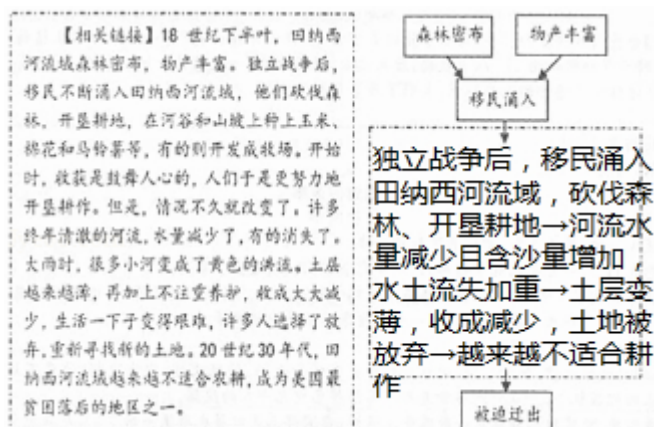 【相关链接】18 世纪下半叶，田纳西
河流域森林密布，物产丰富。独立战争后，
移民不断涌入田纳西河流域，他们砍伐森
林、开垦耕地，在河谷和山坡上种上玉米、
棉花和马铃薯等，有的则开发成牧场。开始
时，收获是鼓舞人心的，人们于是更努力地
开垦耕作。但是，情况不久就改变了。许多
终年清澈的河流，水量减少了，有的消失了。
大雨时，很多小河变成了黄色的洪流。土层
越来越薄，再加上不注重养护，收成大大减
少，生活一下子变得艰难，许多人选择了放
弃，重新寻找新的土地。20 世纪 30 年代，田
纳西河流域越来越不适合农耕，成为美国最
贫困落后的地区之一。
森林密布
物产丰富
移民涌入
独立战争后，移民涌入
田纳西河流域，砍伐森
林、开垦耕地→河流水
量减少且含沙量增加，
水土流失加重→土层变
薄，收成减少，土地被
放弃→越来越不适合耕
作
被迫迁出